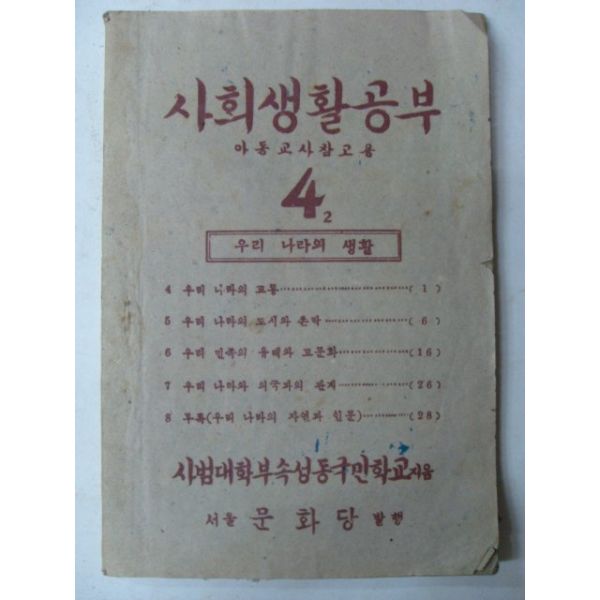 사회생활공부
아동교사참고용
4 2
우리 나라의 생활
4 우리 나라의 교통……………………( 1 )
5 우리 나라의 도시와 촌락……………( 6 )
6 우리 민족의 유래와 고문화…………(16)
7 우리 나라와 외국과의 관계…………(26)
8 부록(우리 나라의 자연과 인문)………(28)
사범대학부속성동국민학교지음
서울 문화당 발행